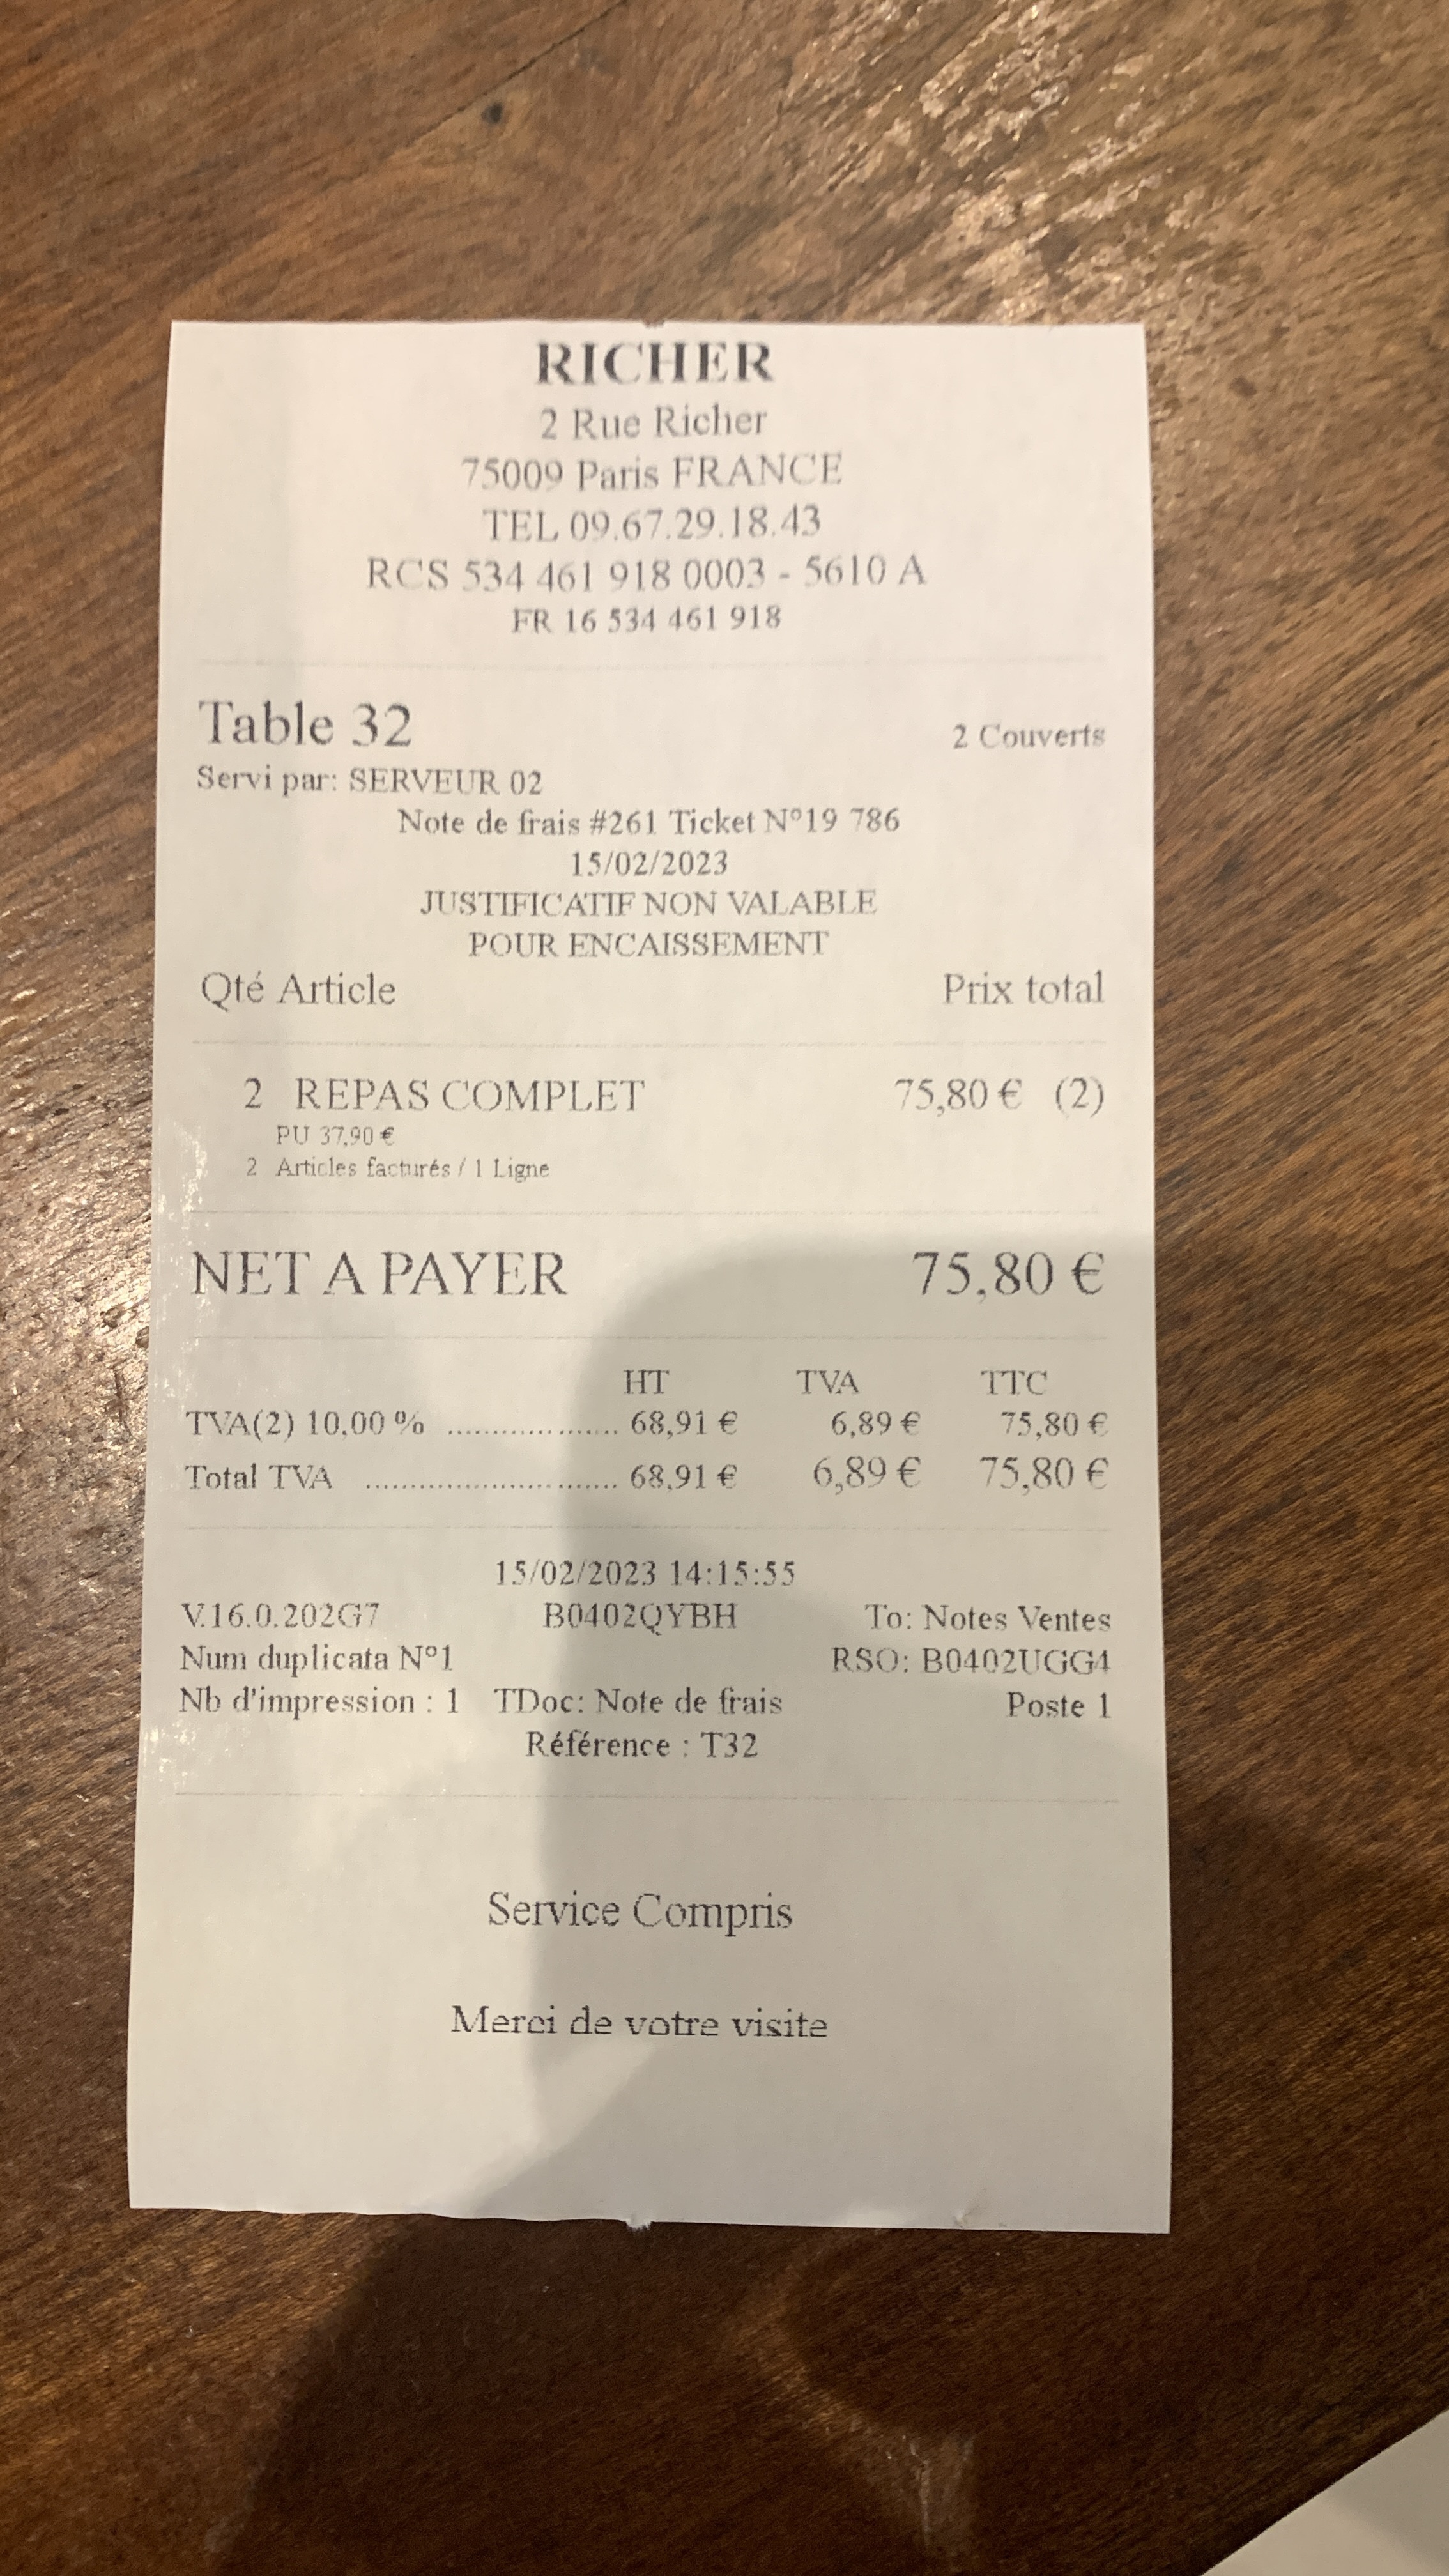 RICHER
2 Rue Richer
75009 Paris FRANCE
TEL 09.67.29.18.43
RCS 534 461 918 0003 - 5610 A
FR 16 534 461 918
Table 32 2 Couverts
Servi par: SERVEUR 02
Note de frais #261 Ticket N°19 786
15/02/2023
JUSTIFICATIF NON VALABLE
POUR ENCAISSEMENT
Qté Article Prix total
2 REPAS COMPLET 75,80 € (2)
PU 37,90 €
2 Articles facturés / 1 Ligne
NET A PAYER 75,80 €
HT TVA TTC
TVA(2) 10,00 % ................... 68,91 € 6,89 € 75,80 €
Total TVA ............................ 68,91 € 6,89 € 75,80 €
15/02/2023 14:15:55
V.16.0.202G7 B0402QYBH To: Notes Ventes
Num duplicata N°1 RSO: B0402UGG4
Nb d'impression : 1 TDoc: Note de frais Poste 1
Référence : T32
Service Compris
Merci de votre visite